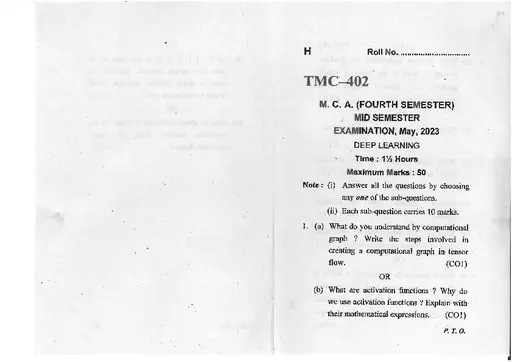 H Roll No. ..............................
TMC–402
M. C. A. (FOURTH SEMESTER)
MID SEMESTER
EXAMINATION, May, 2023
DEEP LEARNING
Time : 1½ Hours
Maximum Marks : 50
Note : (i) Answer all the questions by choosing
any one of the sub-questions.
(ii) Each sub-question carries 10 marks.
1. (a) What do you understand by computational
graph ? Write the steps involved in
creating a computational graph in tensor
flow. (CO1)
OR
(b) What are activation functions ? Why do
we use activation functions ? Explain with
their mathematical expressions. (CO1)
P. T. O.